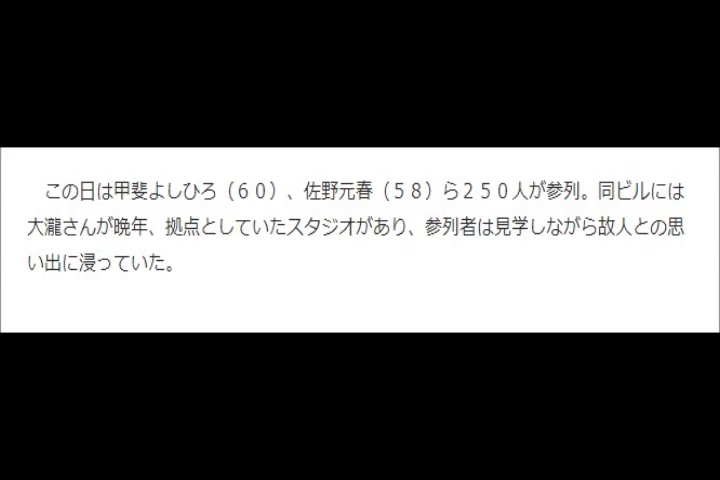 この日は甲斐よしひろ（６０）、佐野元春（５８）ら２５０人が参列。同ビルには
大瀧さんが晩年、拠点としていたスタジオがあり、参列者は見学しながら故人との思
い出に浸っていた。